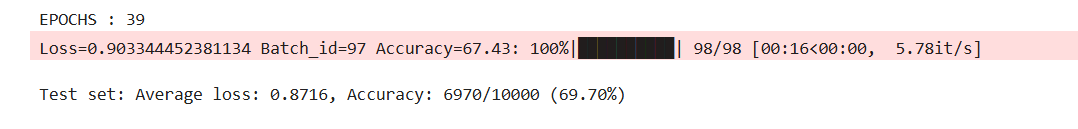 EPOCHS : 39
Loss=0.903344452381134 Batch_id=97 Accuracy=67.43: 100%|██████████| 98/98 [00:16<00:00,  5.78it/s]
Test set: Average loss: 0.8716, Accuracy: 6970/10000 (69.70%)